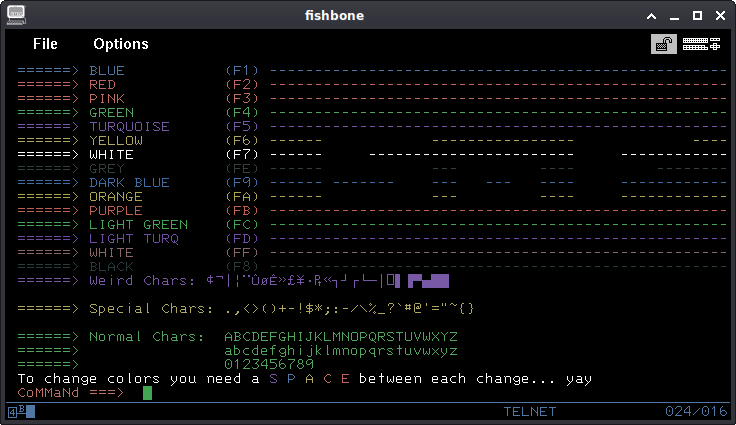 fishbone
File Options
======> BLUE (F1) ----------------------------------------------------------
======> RED (F2) ----------------------------------------------------------
======> PINK (F3) ----------------------------------------------------------
======> GREEN (F4) ----------------------------------------------------------
======> TURQUOISE (F5) ----------------------------------------------------------
======> YELLOW (F6) ------ ------------------ ----
======> WHITE (F7) ------ ---------------- ------------
======> GREY (FE) --- ---
======> DARK BLUE (F9) ------ -------- --- --- ------------
======> ORANGE (FA) ------ --- --- ------------
======> PURPLE (FB) ----------------------------------------------------------
======> LIGHT GREEN (FC) ----------------------------------------------------------
======> LIGHT TURQ (FD) ----------------------------------------------------------
======> WHITE (FF) ----------------------------------------------------------
======> BLACK (F8) ----------------------------------------------------------
======> Weird Chars: ¢¬|¦¨ÙøÊ»£¥·₧«┐┘┌└─│
======> Special Chars: .,<>()+-!$*;:-/\%_?`#@'="~{}
======> Normal Chars: ABCDEFGHIJKLMNOPQRSTUVWXYZ
======> abcdefghijklmnopqrstuvwxyz
======> 0123456789
To change colors you need a S P A C E between each change... yay
CoMMaNd ===>
4B TELNET 024/016